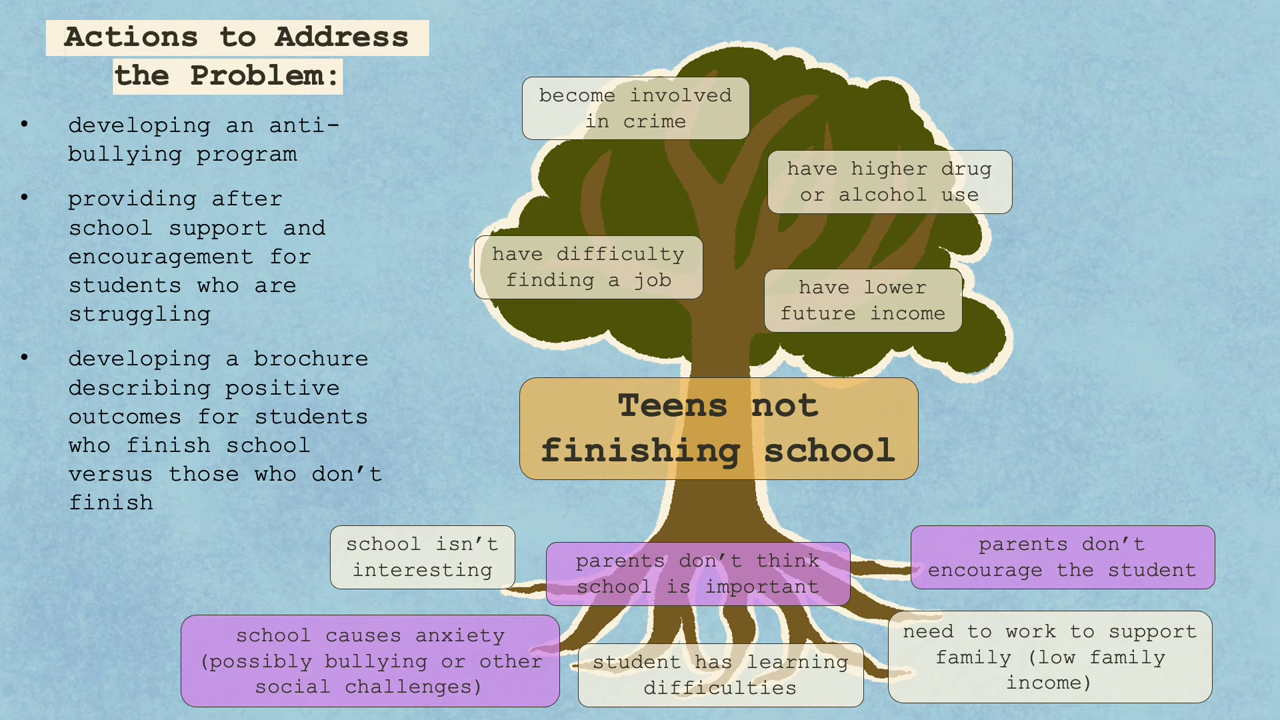 Actions to Address
the Problem:
• developing an anti-
bullying program
• providing after
school support and
encouragement for
students who are
struggling
• developing a brochure
describing positive
outcomes for students
who finish school
versus those who don’t
finish
become involved
in crime
have higher drug
or alcohol use
have difficulty
finding a job
have lower
future income
Teens not
finishing school
school isn’t
interesting
parents don’t think
school is important
parents don’t
encourage the student
school causes anxiety
(possibly bullying or other
social challenges)
student has learning
difficulties
need to work to support
family (low family
income)